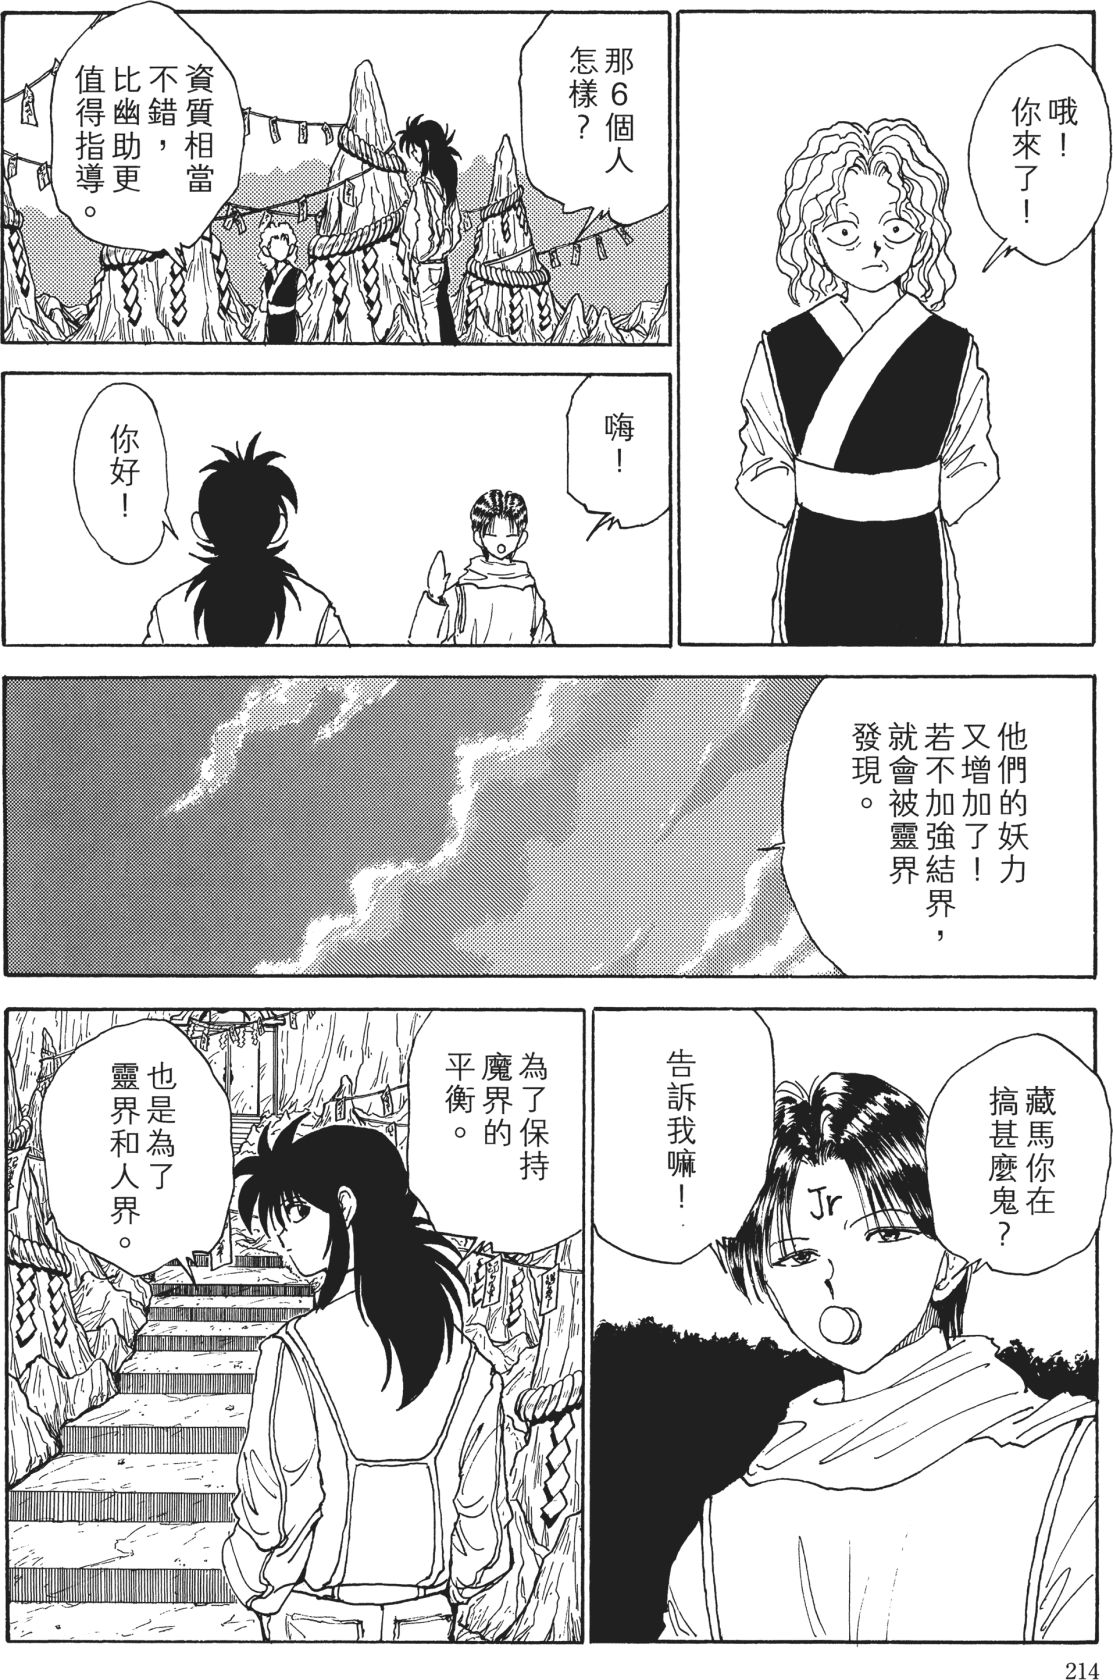 哦！
你來了！
那6個人
怎樣？
資質相當
不錯，
比幽助更
值得指導。
嗨！
你好！
他們的妖力
又增加了！
若不加強結界，
就會被靈界
發現。
藏馬你在
搞甚麼鬼？
Jr
告訴我嘛！
為了保持
魔界的
平衡。
也是為了
靈界和人界。
214